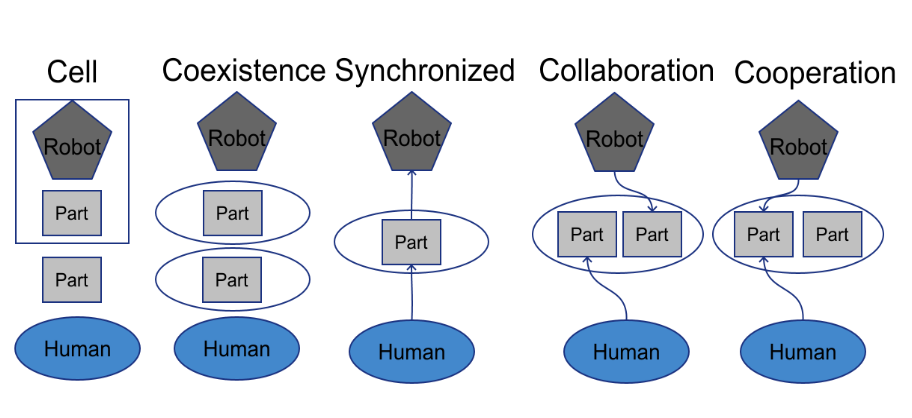 Cell
Coexistence
Synchronized
Collaboration
Cooperation
Robot
Robot
Robot
Robot
Robot
Part
Part
Part
Part
Part
Part
Part
Part
Part
Human
Human
Human
Human
Human